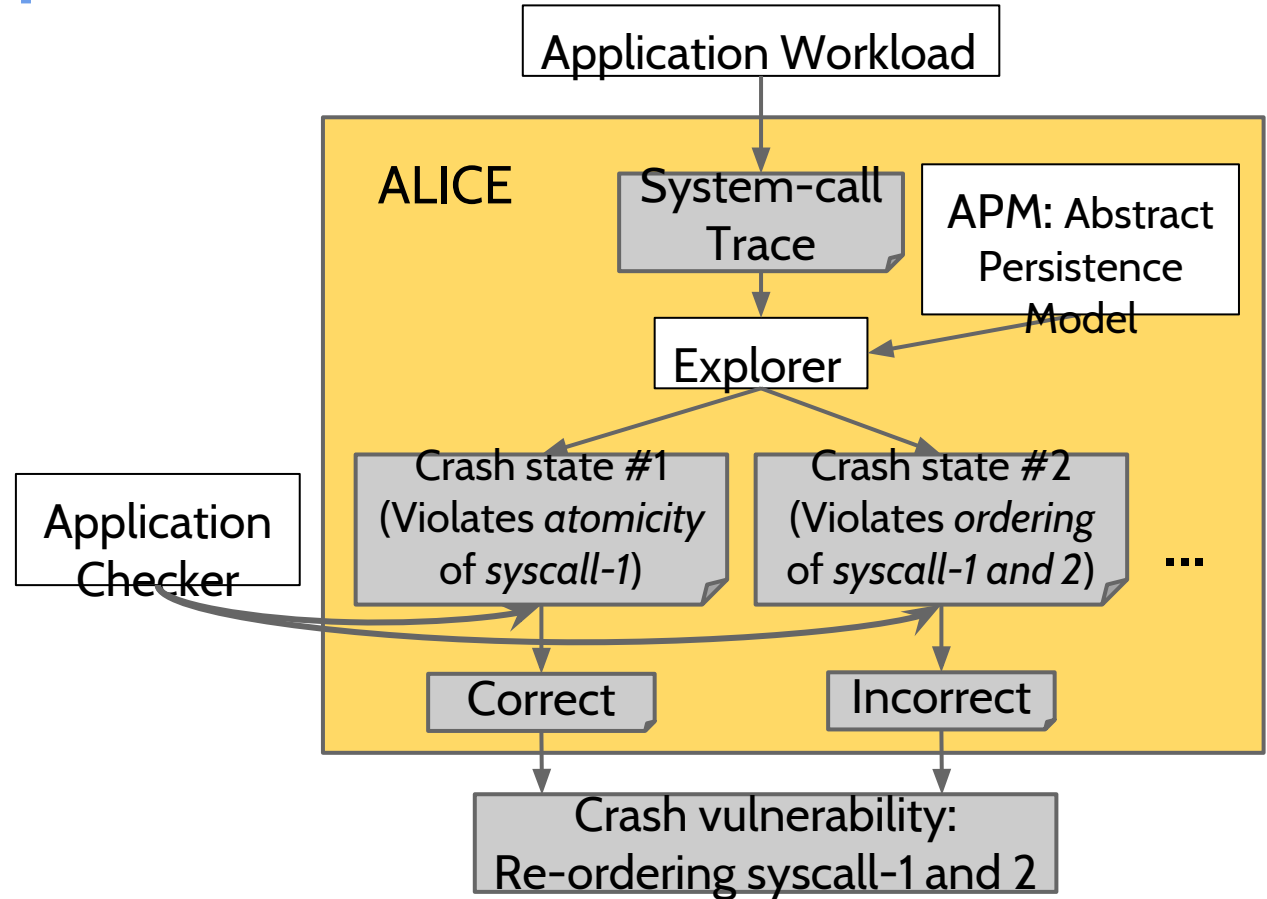 Application Workload
ALICE
System-call
Trace
APM: Abstract
Persistence
Model
Explorer
Crash state #1
(Violates atomicity
of syscall-1)
Crash state #2
(Violates ordering
of syscall-1 and 2)
...
Application
Checker
Correct
Incorrect
Crash vulnerability:
Re-ordering syscall-1 and 2